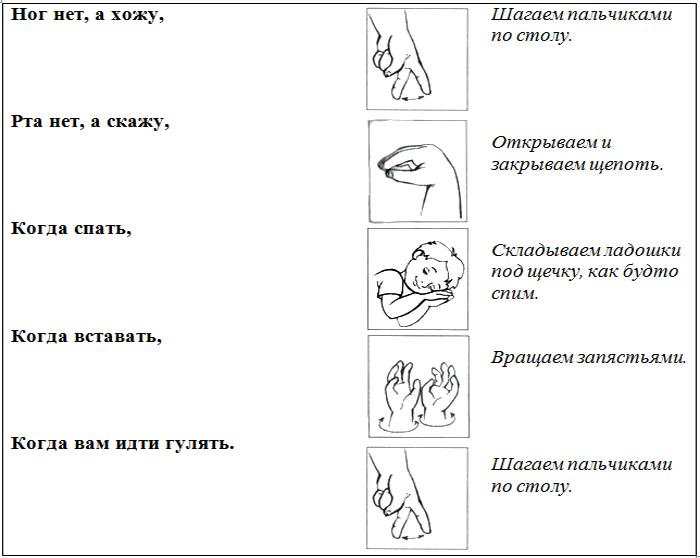 Ног нет, а хожу,
Шагаем пальчиками
по столу.
Рта нет, а скажу,
Открываем и
закрываем щепоть.
Когда спать,
Складываем ладошки
под щечку, как будто
спим.
Когда вставать,
Вращаем запястьями.
Когда вам идти гулять.
Шагаем пальчиками
по столу.